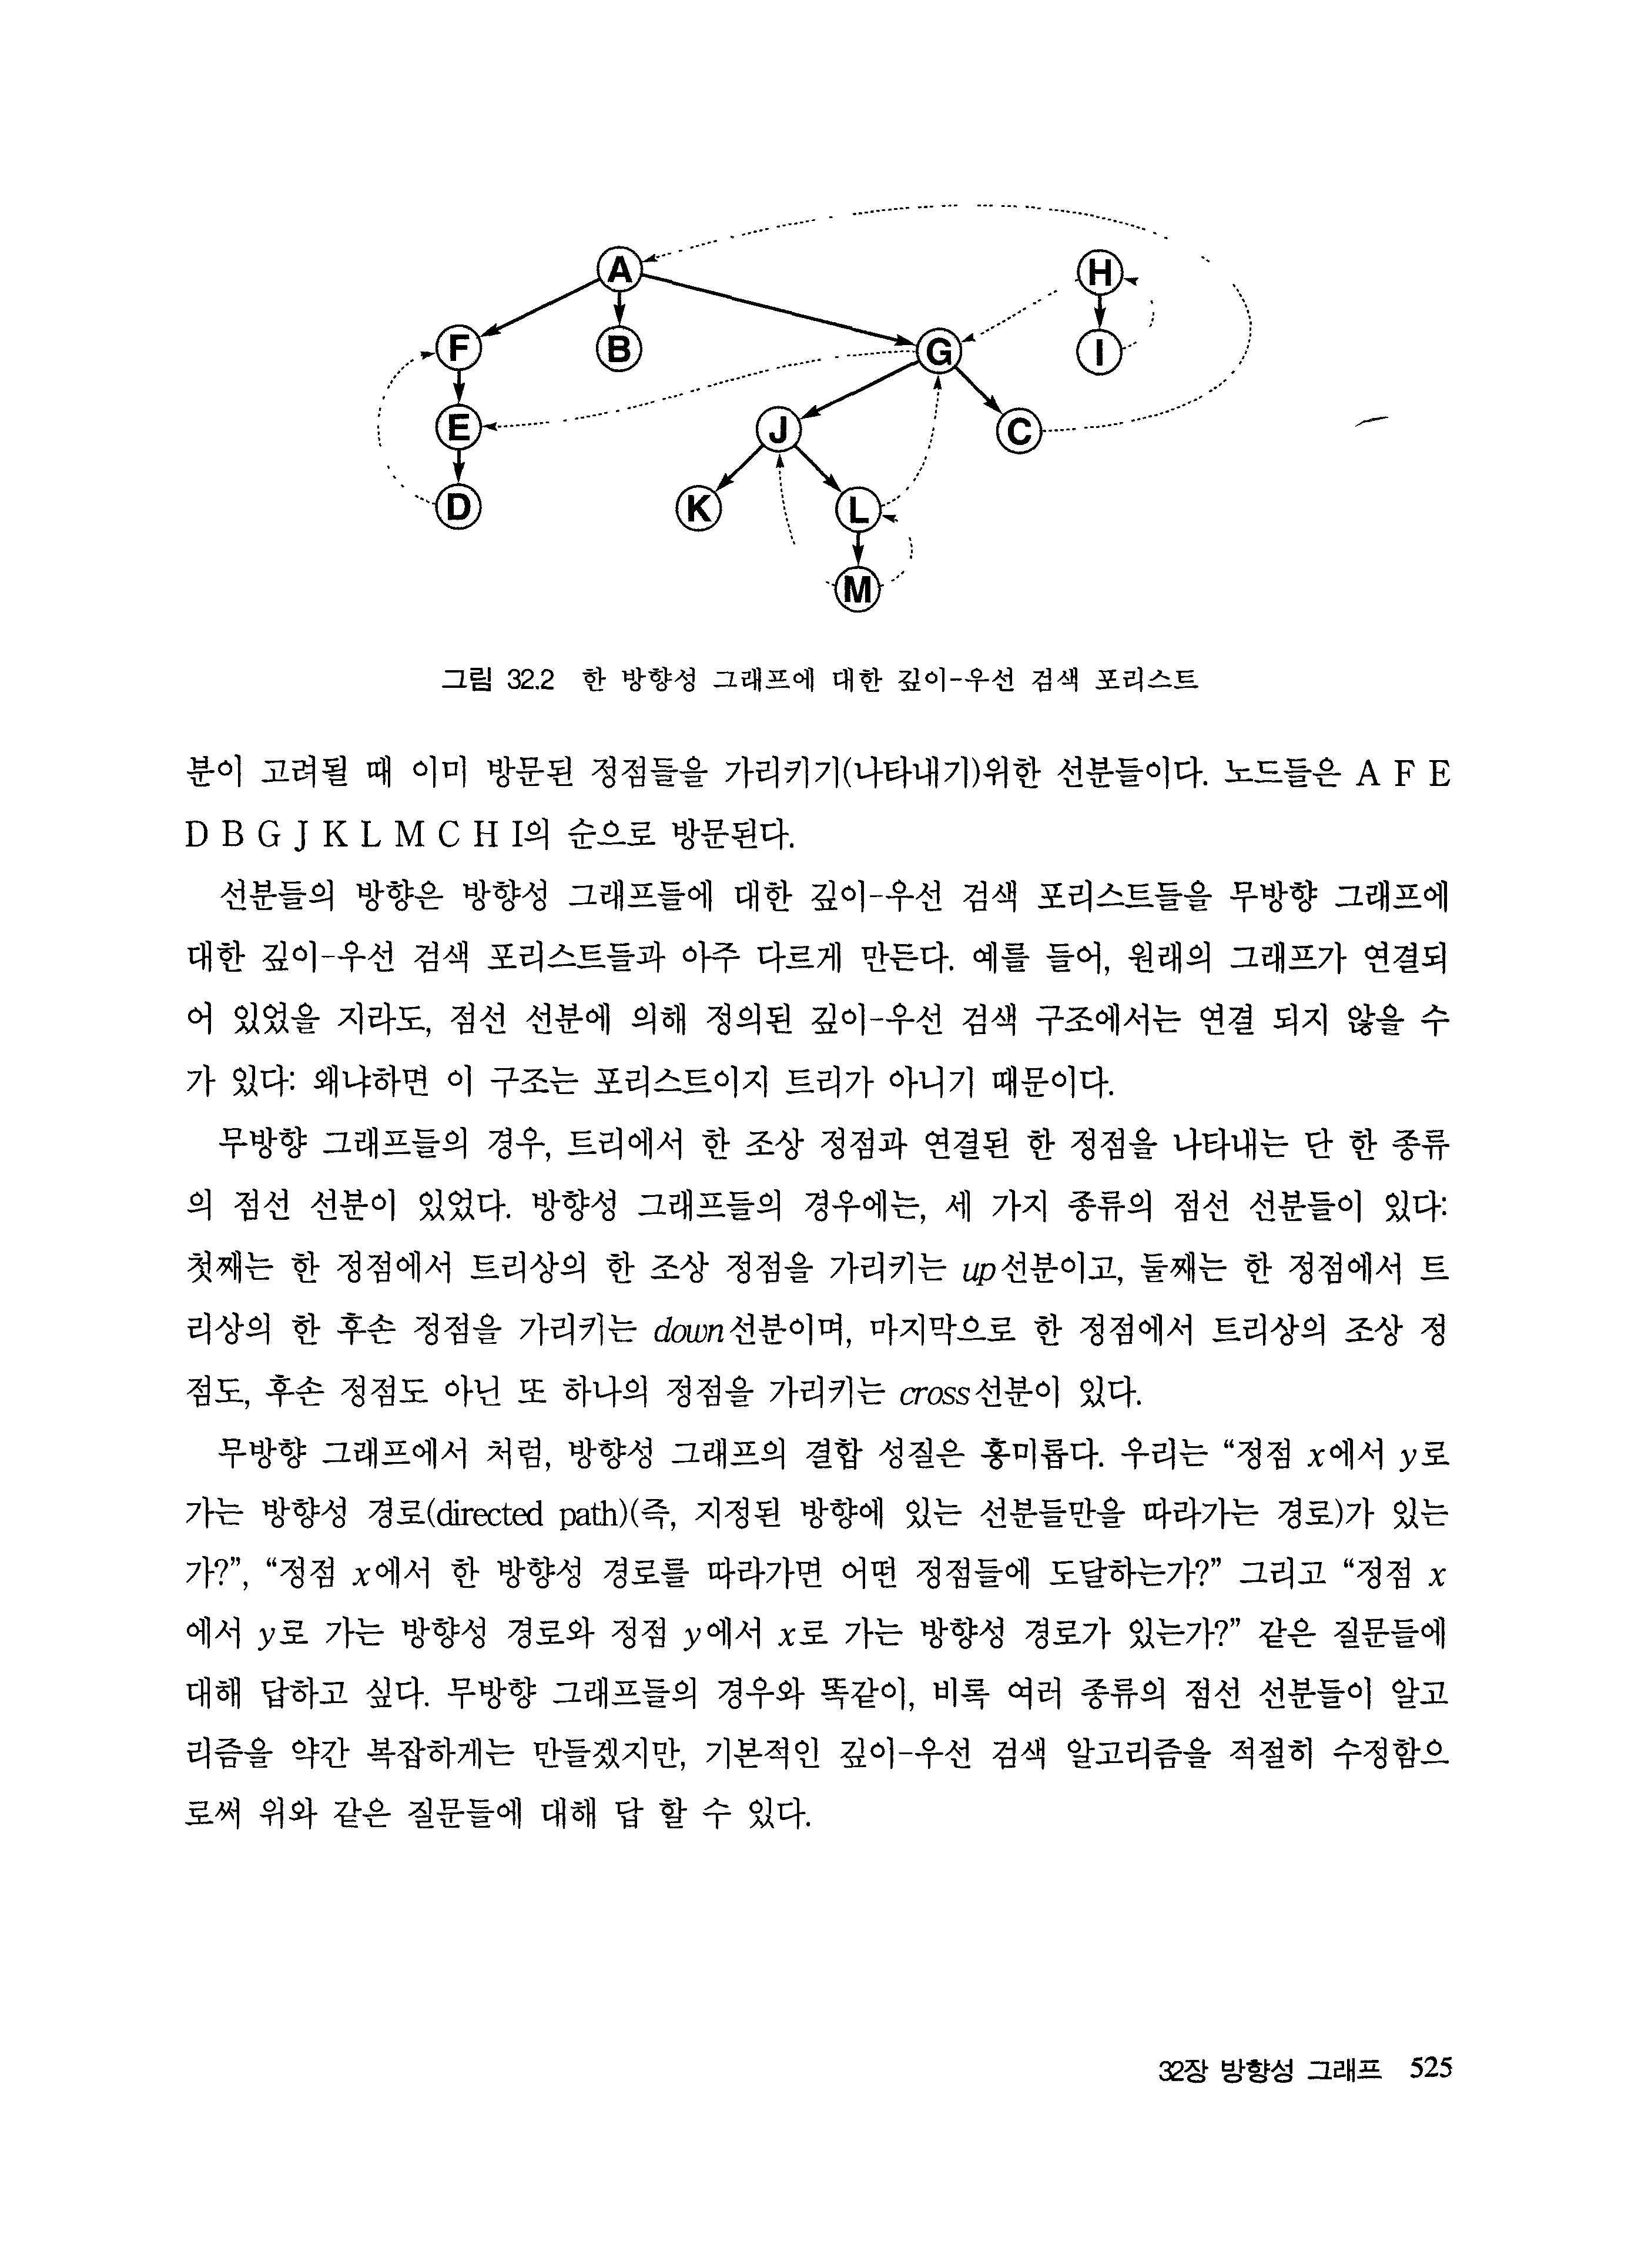 A
H
F
B
G
I
E
J
C
D
K
L
M
그림 32.2 한 방향성 그래프에 대한 깊이-우선 검색 포리스트
분이 고려될 때 이미 방문된 정점들을 가리키기(나타내기)위한 선분들이다. 노드들은 A F E
D B G J K L M C H I의 순으로 방문된다.
선분들의 방향은 방향성 그래프들에 대한 깊이-우선 검색 포리스트들을 무방향 그래프에
대한 깊이-우선 검색 포리스트들과 아주 다르게 만든다. 예를 들어, 원래의 그래프가 연결되
어 있었을 지라도, 점선 선분에 의해 정의된 깊이-우선 검색 구조에서는 연결 되지 않을 수
가 있다: 왜냐하면 이 구조는 포리스트이지 트리가 아니기 때문이다.
무방향 그래프들의 경우, 트리에서 한 조상 정점과 연결된 한 정점을 나타내는 단 한 종류
의 점선 선분이 있었다. 방향성 그래프들의 경우에는, 세 가지 종류의 점선 선분들이 있다:
첫째는 한 정점에서 트리상의 한 조상 정점을 가리키는 up선분이고, 둘째는 한 정점에서 트
리상의 한 후손 정점을 가리키는 down선분이며, 마지막으로 한 정점에서 트리상의 조상 정
점도, 후손 정점도 아닌 또 하나의 정점을 가리키는 cross선분이 있다.
무방향 그래프에서 처럼, 방향성 그래프의 결합 성질은 흥미롭다. 우리는 “정점 x에서 y로
가는 방향성 경로(directed path)(즉, 지정된 방향에 있는 선분들만을 따라가는 경로)가 있는
가?”, “정점 x에서 한 방향성 경로를 따라가면 어떤 정점들에 도달하는가?” 그리고 “정점 x
에서 y로 가는 방향성 경로와 정점 y에서 x로 가는 방향성 경로가 있는가?” 같은 질문들에
대해 답하고 싶다. 무방향 그래프들의 경우와 똑같이, 비록 여러 종류의 점선 선분들이 알고
리즘을 약간 복잡하게는 만들겠지만, 기본적인 깊이-우선 검색 알고리즘을 적절히 수정함으
로써 위와 같은 질문들에 대해 답 할 수 있다.
32장 방향성 그래프 525